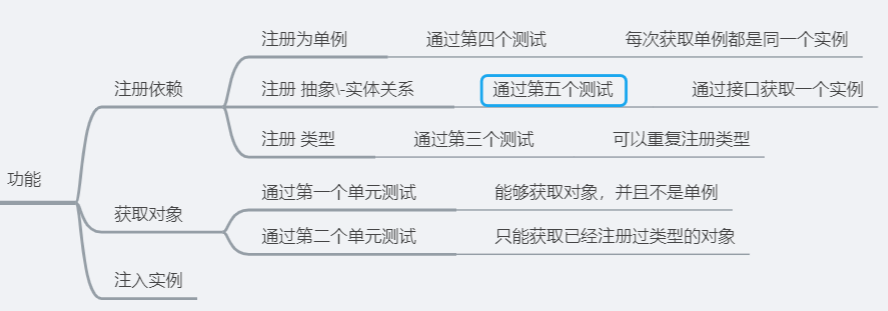 功能
注册依赖
注册为单例
通过第四个测试
每次获取单例都是同一个实例
注册 抽象\-实体关系
通过第五个测试
通过接口获取一个实例
注册 类型
通过第三个测试
可以重复注册类型
获取对象
通过第一个单元测试
能够获取对象，并且不是单例
通过第二个单元测试
只能获取已经注册过类型的对象
注入实例